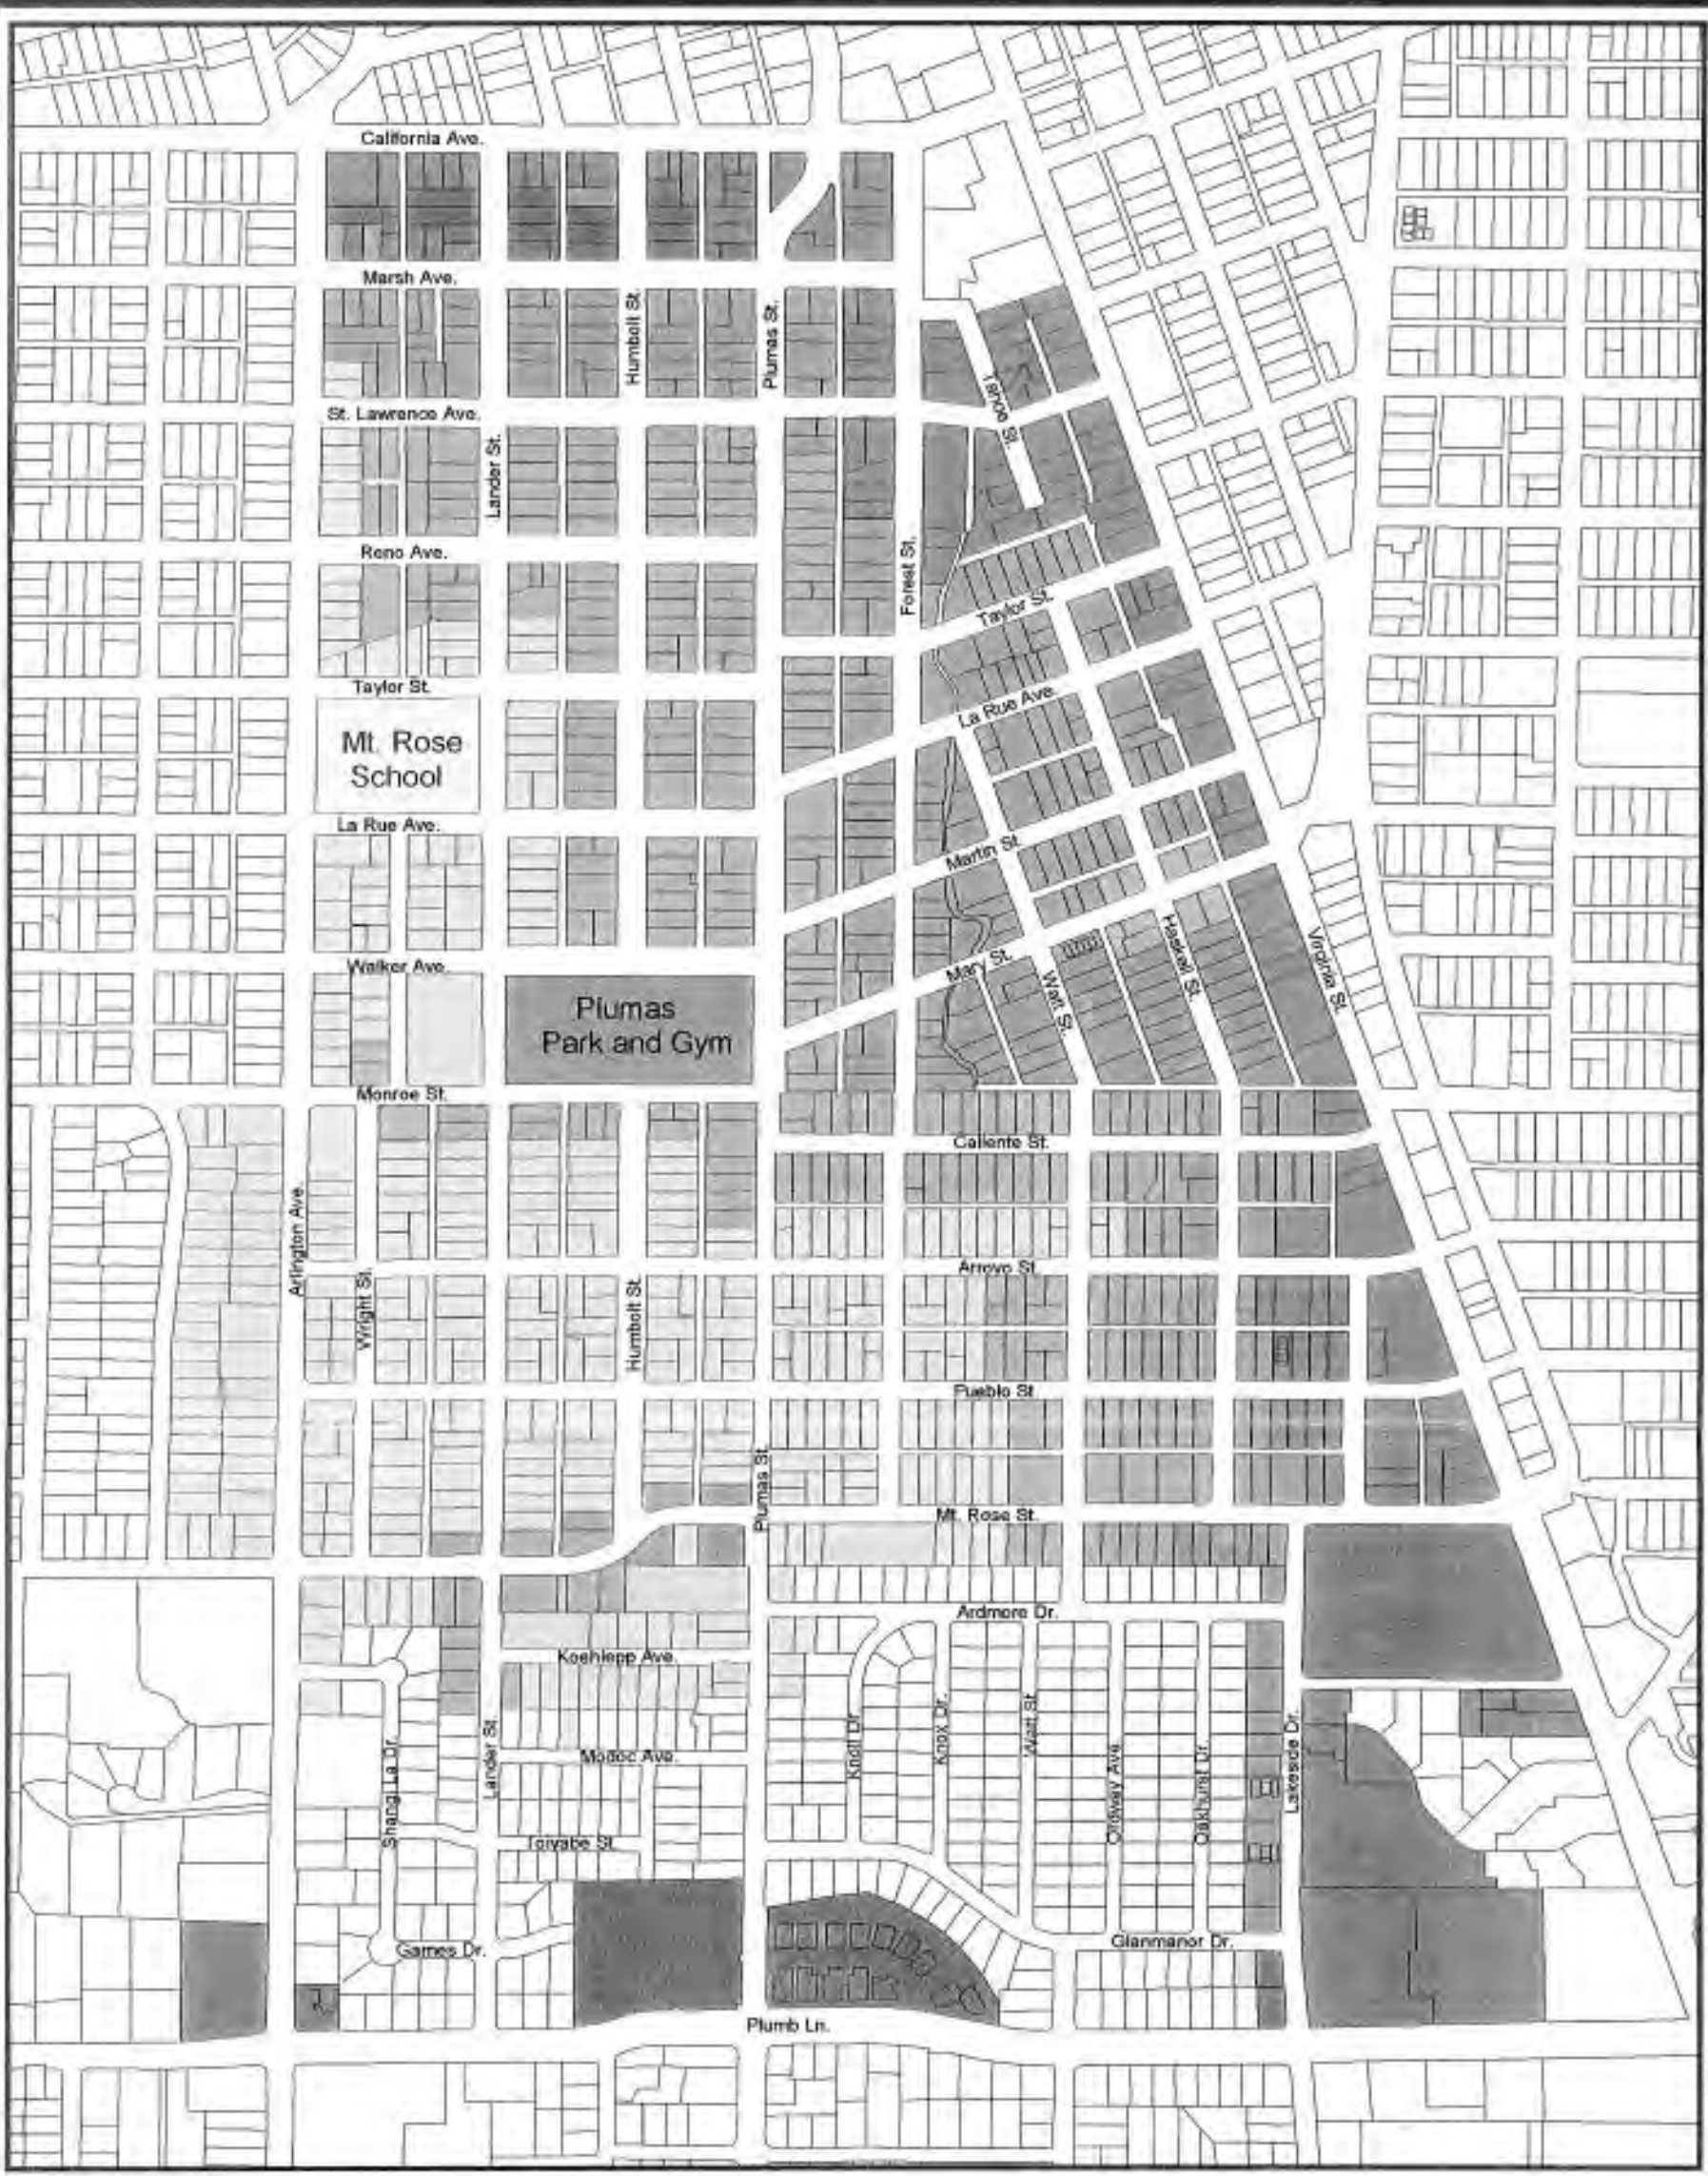 California Ave.
Marsh Ave.
Humbolt St.
Plumas St.
Tahoe St.
St. Lawrence Ave.
Lander St.
Reno Ave.
Forest St.
Taylor St.
Taylor St.
La Rue Ave.
Mt. Rose
School
La Rue Ave.
Martin St.
Walker Ave.
Mary St.
Watt St.
Haskell St.
Virginia St.
Plumas
Park and Gym
Monroe St.
Caliente St.
Arlington Ave.
Wright St.
Humbolt St.
Arroyo St.
Pueblo St
Plumas St.
Mt. Rose St.
Ardmore Dr.
Koehlepp Ave.
Knoll Dr
Knox Dr.
Watt St
Ordway Ave
Oakhurst Dr.
Lakeside Dr.
Shang La Dr.
Lander St
Modoc Ave.
Toiyabe St.
Games Dr.
Glanmanor Dr.
Plumb Ln.